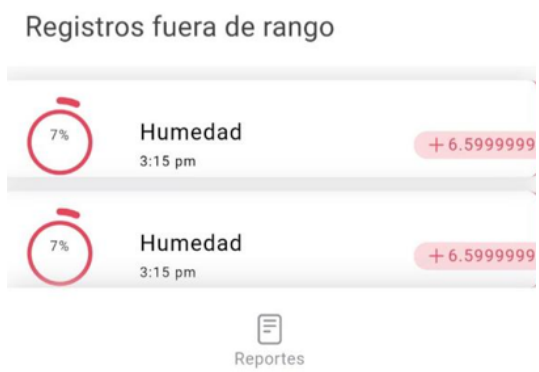 Registros fuera de rango
7%
Humedad
+6.5999999
3:15 pm
7%
Humedad
+6.5999999
3:15 pm
Reportes